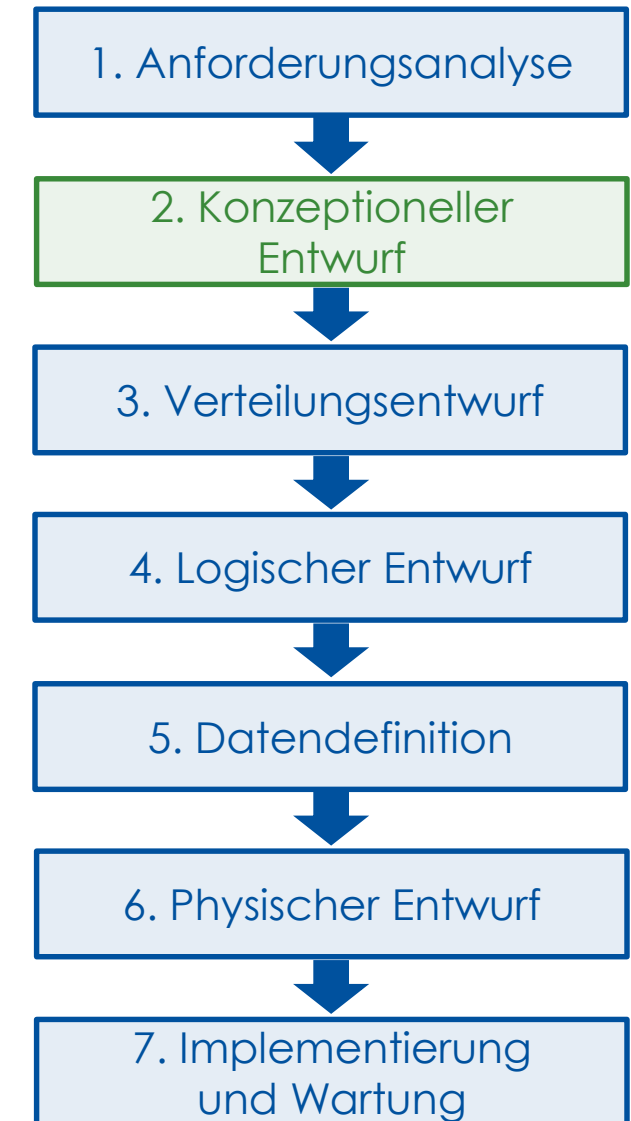 1. Anforderungsanalyse
2. Konzeptioneller
Entwurf
3. Verteilungsentwurf
4. Logischer Entwurf
5. Datendefinition
6. Physischer Entwurf
7. Implementierung
und Wartung